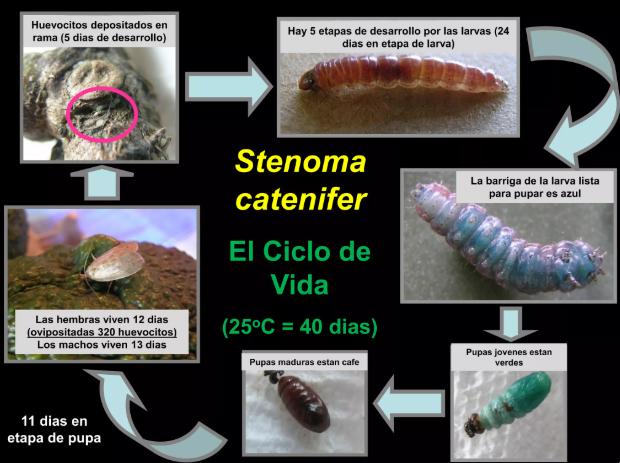 Huevocitos depositados en
rama (5 dias de desarrollo)
Hay 5 etapas de desarrollo por las larvas (24
dias en etapa de larva)
Stenoma
catenifer
La barriga de la larva lista
para pupar es azul
El Ciclo de
Vida
(25ºC = 40 dias)
Las hembras viven 12 dias
(ovipositadas 320 huevocitos)
Los machos viven 13 dias
Pupas maduras estan cafe
Pupas jovenes estan
verdes
11 dias en
etapa de pupa